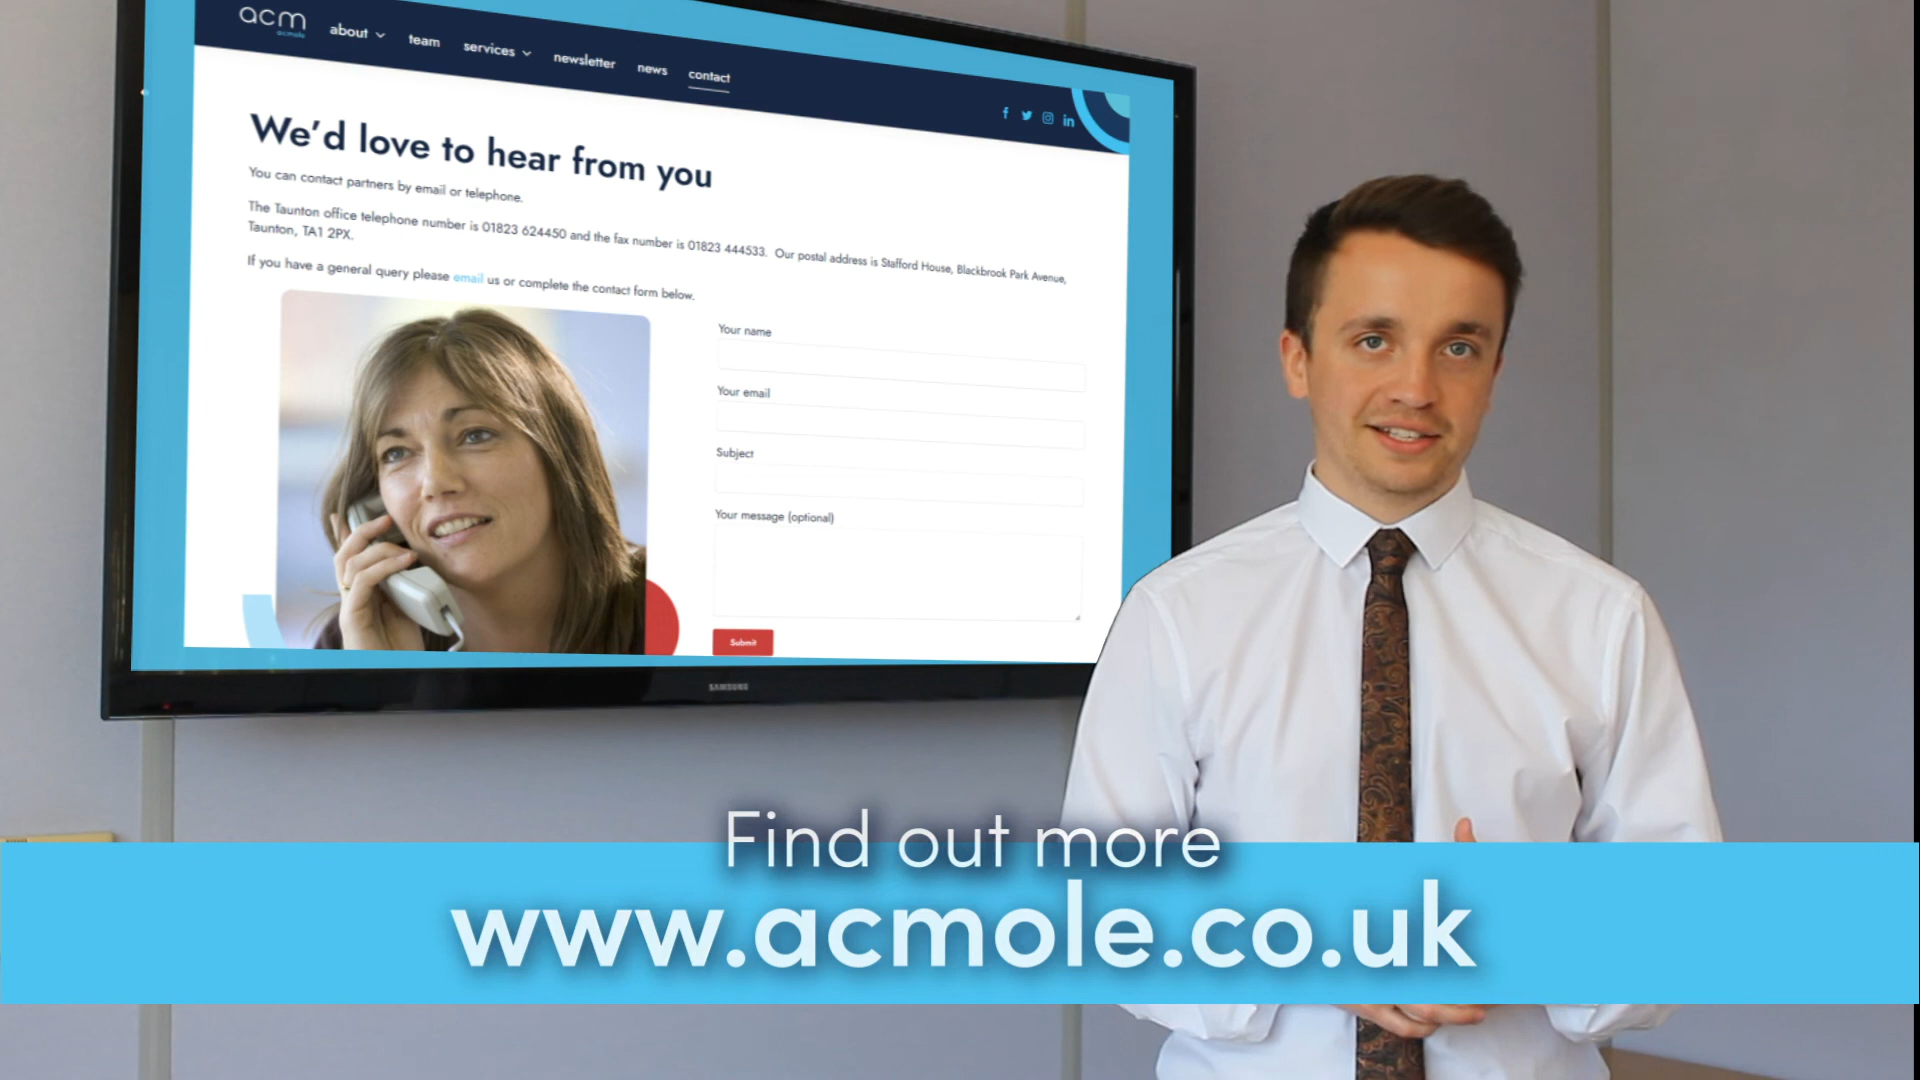 acm
acmole
about team services newsletter news contact
We'd love to hear from you
You can contact partners by email or telephone.
The Taunton office telephone number is 01823 624450 and the fax number is 01823 444533. Our postal address is Stafford House, Blackbrook Park Avenue,
Taunton, TA1 2PX.
If you have a general query please email us or complete the contact form below.
Your name
Your email
Subject
Your message (optional)
Submit
SAMSUNG
Find out more
www.acmole.co.uk